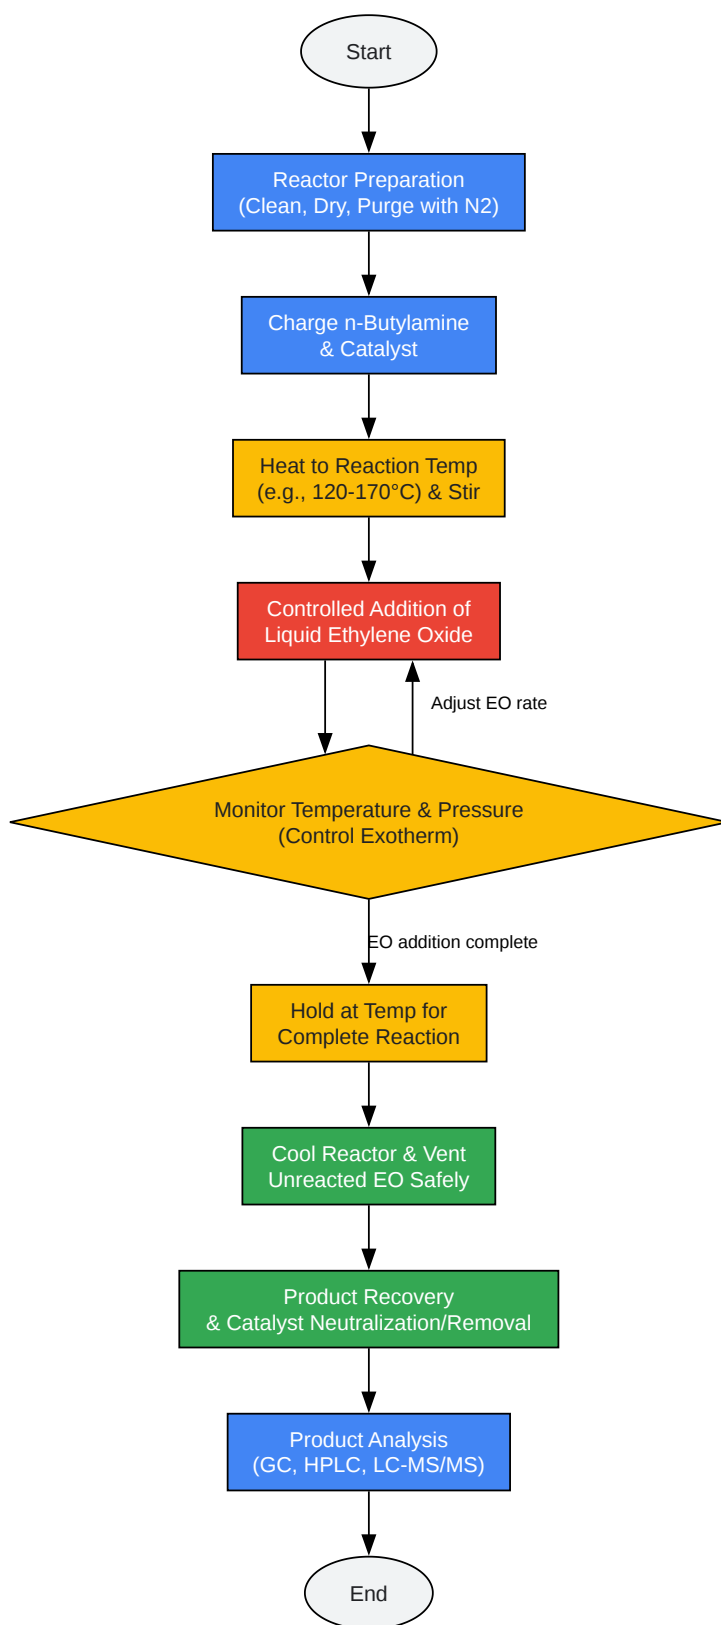 Start
Reactor Preparation
(Clean, Dry, Purge with N2)
Charge n-Butylamine
& Catalyst
Heat to Reaction Temp
(e.g., 120-170°C) & Stir
Controlled Addition of
Liquid Ethylene Oxide
Adjust EO rate
Monitor Temperature & Pressure
(Control Exotherm)
EO addition complete
Hold at Temp for
Complete Reaction
Cool Reactor & Vent
Unreacted EO Safely
Product Recovery
& Catalyst Neutralization/Removal
Product Analysis
(GC, HPLC, LC-MS/MS)
End